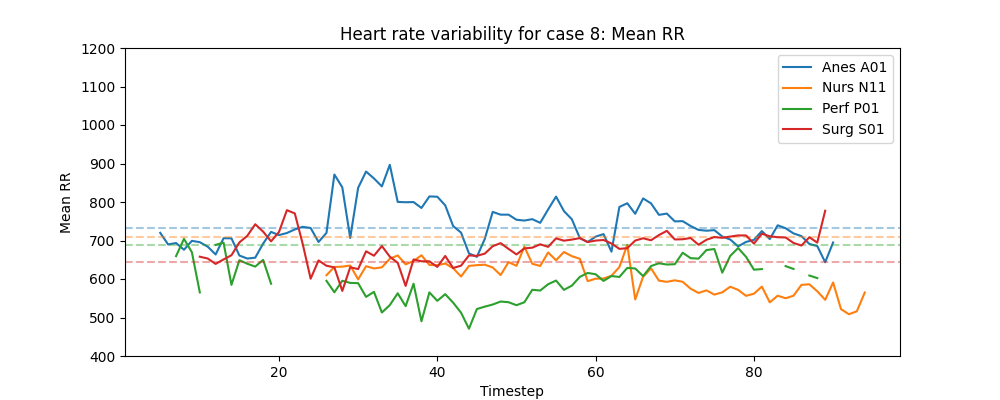 Heart rate variability for case 8: Mean RR
1200
1100
1000
900
800
700
600
500
400
Mean RR
Anes A01
Nurs N11
Perf P01
Surg S01
20
40
60
80
Timestep